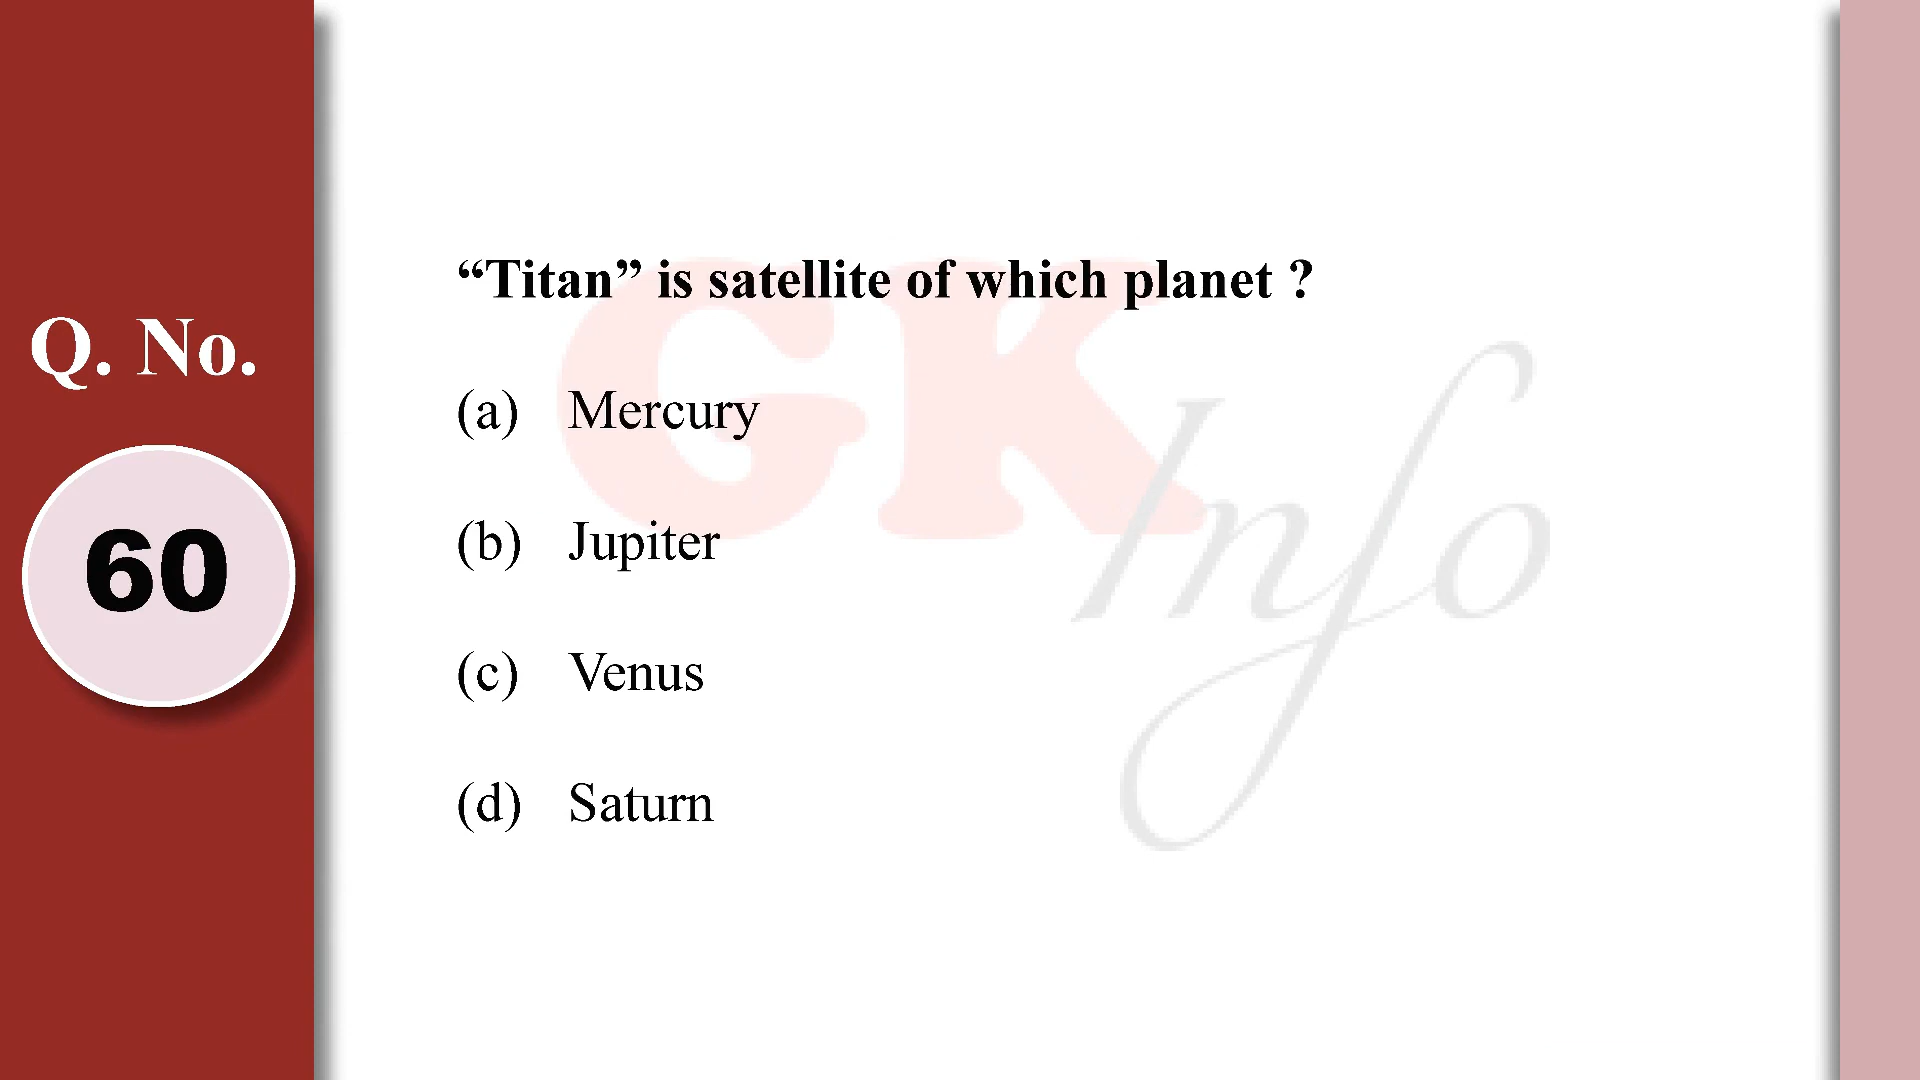 Q. No.
60
“Titan” is satellite of which planet ?
(a) Mercury
(b) Jupiter
(c) Venus
(d) Saturn
GK
Info